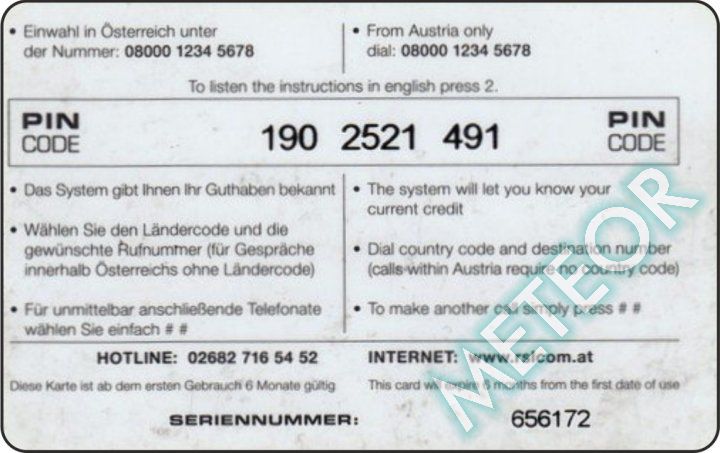 • Einwahl in Österreich unter
der Nummer: 08000 1234 5678
• From Austria only
dial: 08000 1234 5678
To listen the instructions in english press 2.
PIN
CODE
190 2521 491
PIN
CODE
• Das System gibt Ihnen Ihr Guthaben bekannt
• Wählen Sie den Ländercode und die
gewünschte Rufnummer (für Gespräche
innerhalb Österreichs ohne Ländercode)
• Für unmittelbar anschließende Telefonate
wählen Sie einfach # #
• The system will let you know your
current credit
• Dial country code and destination number
(calls within Austria require no country code)
• To make another call simply press # #
HOTLINE: 02682 716 54 52
INTERNET: www.rslcom.at
Diese Karte ist ab dem ersten Gebrauch 6 Monate gültig
This card will expire 6 months from the first date of use
SERIENNUMMER: 656172
METEOR